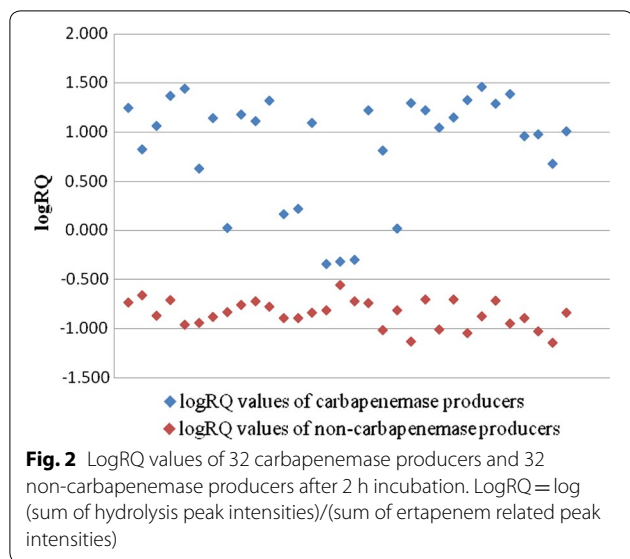 2.000
1.500
1.000
0.500
0.000
-0.500
-1.000
-1.500
logRQ
logRQ values of carbapenemase producers
logRQ values of non-carbapenemase producers
Fig. 2 LogRQ values of 32 carbapenemase producers and 32
non-carbapenemase producers after 2 h incubation. LogRQ = log
(sum of hydrolysis peak intensities)/(sum of ertapenem related peak
intensities)